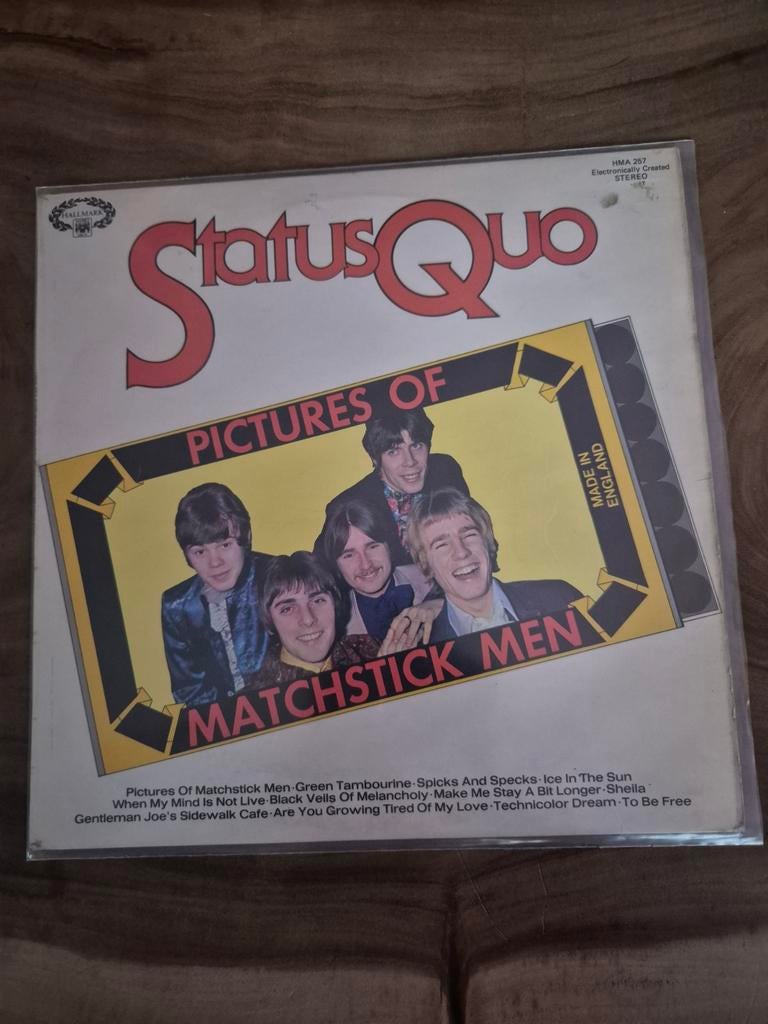 HMA 257
Electronically Created
STEREO
HALLMARK
Status Quo
PICTURES OF
MADE IN
ENGLAND
MATCHSTICK MEN
Pictures Of Matchstick Men · Green Tambourine · Spicks And Specks · Ice In The Sun
When My Mind Is Not Live · Black Veils Of Melancholy · Make Me Stay A Bit Longer · Sheila
Gentleman Joe's Sidewalk Cafe · Are You Growing Tired Of My Love · Technicolor Dream · To Be Free